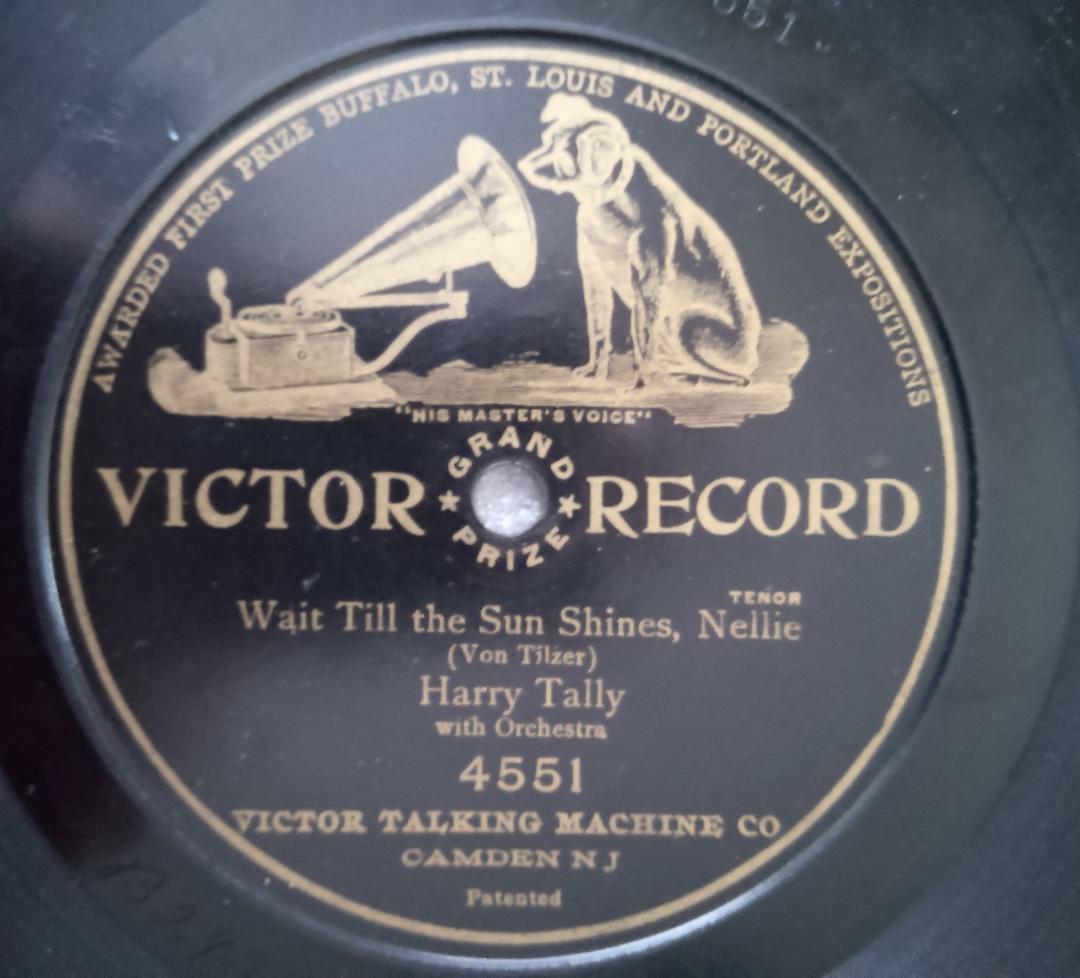 AWARDED FIRST PRIZE BUFFALO, ST. LOUIS AND PORTLAND EXPOSITIONS
"HIS MASTER'S VOICE"
GRAND
VICTOR RECORD
PRIZE
TENOR
Wait Till the Sun Shines, Nellie
(Von Tilzer)
Harry Tally
with Orchestra
4551
VICTOR TALKING MACHINE CO
CAMDEN N J
Patented